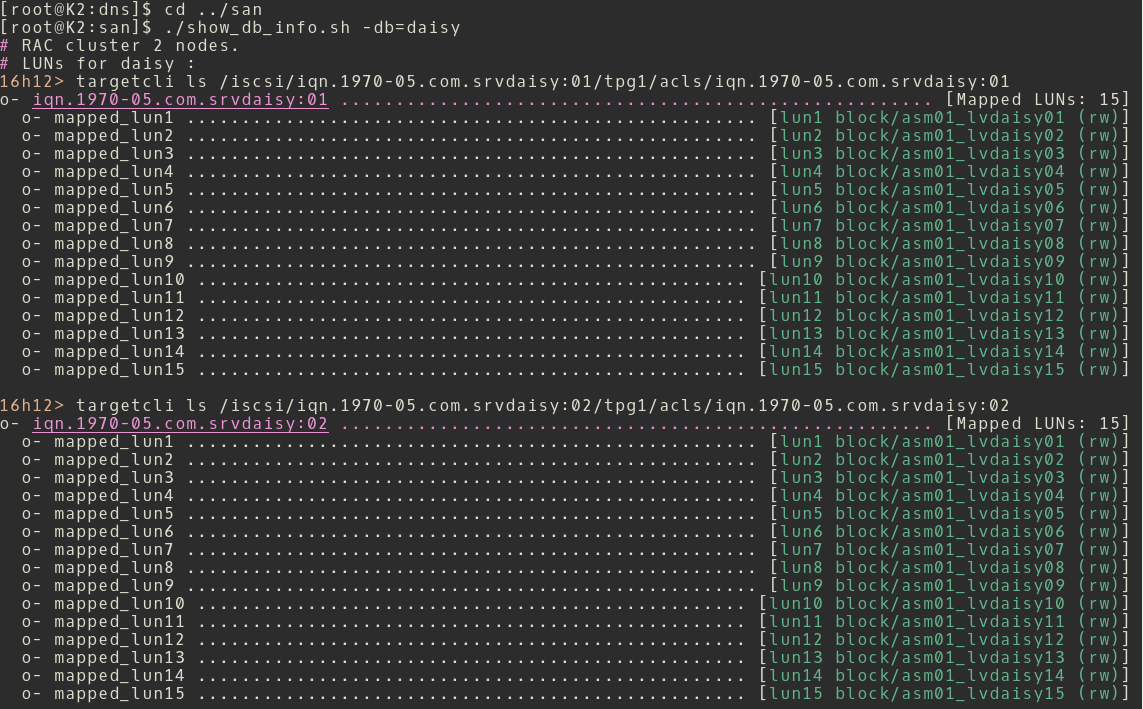 [root@K2:dns]$ cd ../san
[root@K2:san]$ ./show_db_info.sh -db=daisy
# RAC cluster 2 nodes.
# LUNs for daisy :
16h12> targetcli ls /iscsi/iqn.1970-05.com.srvdaisy:01/tpg1/acls/iqn.1970-05.com.srvdaisy:01
o- iqn.1970-05.com.srvdaisy:01 ...................................................... [Mapped LUNs: 15]
  o- mapped_lun1 .................................................... [lun1 block/asm01_lvdaisy01 (rw)]
  o- mapped_lun2 .................................................... [lun2 block/asm01_lvdaisy02 (rw)]
  o- mapped_lun3 .................................................... [lun3 block/asm01_lvdaisy03 (rw)]
  o- mapped_lun4 .................................................... [lun4 block/asm01_lvdaisy04 (rw)]
  o- mapped_lun5 .................................................... [lun5 block/asm01_lvdaisy05 (rw)]
  o- mapped_lun6 .................................................... [lun6 block/asm01_lvdaisy06 (rw)]
  o- mapped_lun7 .................................................... [lun7 block/asm01_lvdaisy07 (rw)]
  o- mapped_lun8 .................................................... [lun8 block/asm01_lvdaisy08 (rw)]
  o- mapped_lun9 .................................................... [lun9 block/asm01_lvdaisy09 (rw)]
  o- mapped_lun10 .................................................. [lun10 block/asm01_lvdaisy10 (rw)]
  o- mapped_lun11 .................................................. [lun11 block/asm01_lvdaisy11 (rw)]
  o- mapped_lun12 .................................................. [lun12 block/asm01_lvdaisy12 (rw)]
  o- mapped_lun13 .................................................. [lun13 block/asm01_lvdaisy13 (rw)]
  o- mapped_lun14 .................................................. [lun14 block/asm01_lvdaisy14 (rw)]
  o- mapped_lun15 .................................................. [lun15 block/asm01_lvdaisy15 (rw)]

16h12> targetcli ls /iscsi/iqn.1970-05.com.srvdaisy:02/tpg1/acls/iqn.1970-05.com.srvdaisy:02
o- iqn.1970-05.com.srvdaisy:02 ...................................................... [Mapped LUNs: 15]
  o- mapped_lun1 .................................................... [lun1 block/asm01_lvdaisy01 (rw)]
  o- mapped_lun2 .................................................... [lun2 block/asm01_lvdaisy02 (rw)]
  o- mapped_lun3 .................................................... [lun3 block/asm01_lvdaisy03 (rw)]
  o- mapped_lun4 .................................................... [lun4 block/asm01_lvdaisy04 (rw)]
  o- mapped_lun5 .................................................... [lun5 block/asm01_lvdaisy05 (rw)]
  o- mapped_lun6 .................................................... [lun6 block/asm01_lvdaisy06 (rw)]
  o- mapped_lun7 .................................................... [lun7 block/asm01_lvdaisy07 (rw)]
  o- mapped_lun8 .................................................... [lun8 block/asm01_lvdaisy08 (rw)]
  o- mapped_lun9 .................................................... [lun9 block/asm01_lvdaisy09 (rw)]
  o- mapped_lun10 .................................................. [lun10 block/asm01_lvdaisy10 (rw)]
  o- mapped_lun11 .................................................. [lun11 block/asm01_lvdaisy11 (rw)]
  o- mapped_lun12 .................................................. [lun12 block/asm01_lvdaisy12 (rw)]
  o- mapped_lun13 .................................................. [lun13 block/asm01_lvdaisy13 (rw)]
  o- mapped_lun14 .................................................. [lun14 block/asm01_lvdaisy14 (rw)]
  o- mapped_lun15 .................................................. [lun15 block/asm01_lvdaisy15 (rw)]